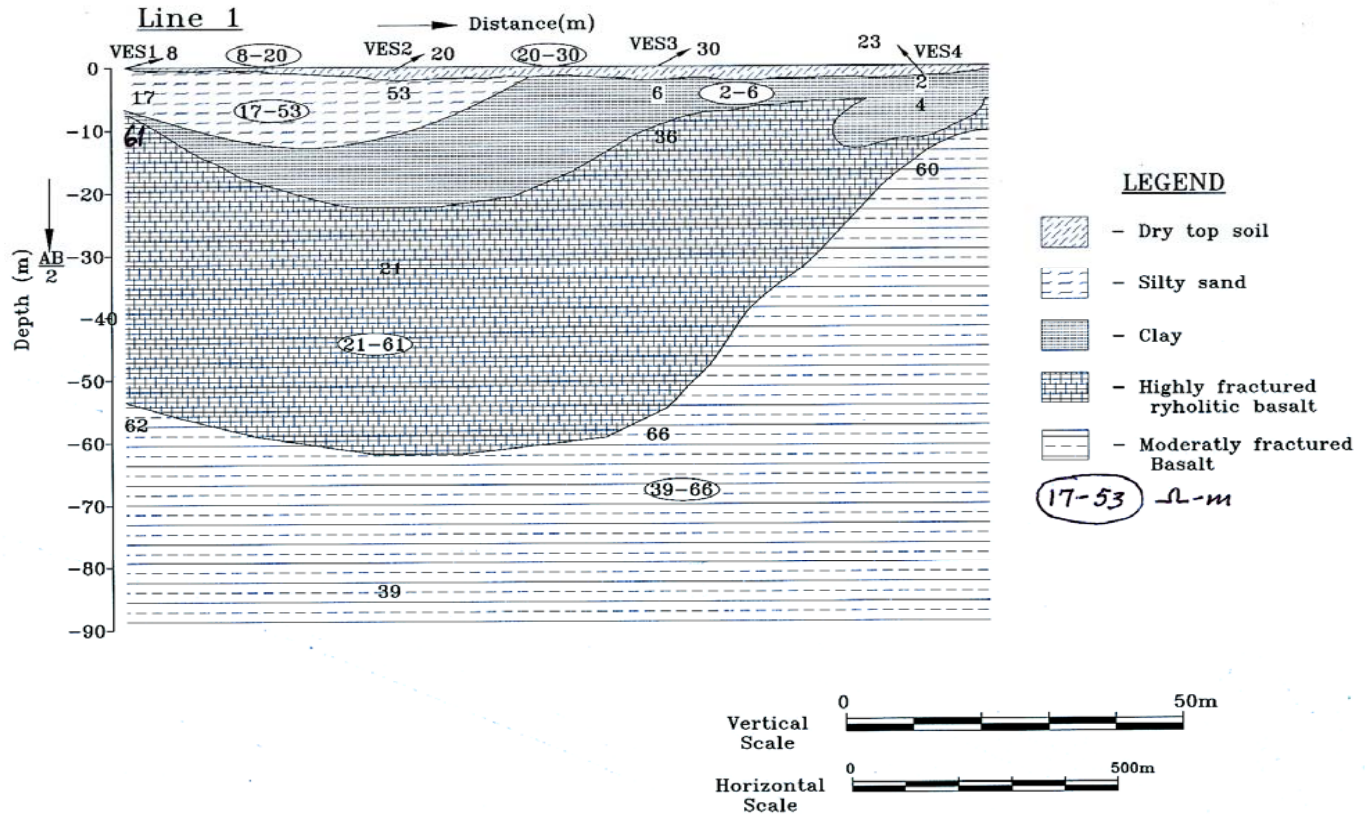 Line 1
Distance(m)
VES1 8
8-20
VES2 20
20-30
VES3 30
23
VES4
0
-10
-20
-30
-40
-50
-60
-70
-80
-90
Depth (m)
AB
2
17
53
17-53
6
2-6
2
4
61
36
60
21
21-61
62
66
39-66
39
LEGEND
- Dry top soil
- Silty sand
- Clay
- Highly fractured
ryholitic basalt
- Moderatly fractured
Basalt
17-53 Ω-m
0 50m
Vertical
Scale
0 500m
Horizontal
Scale